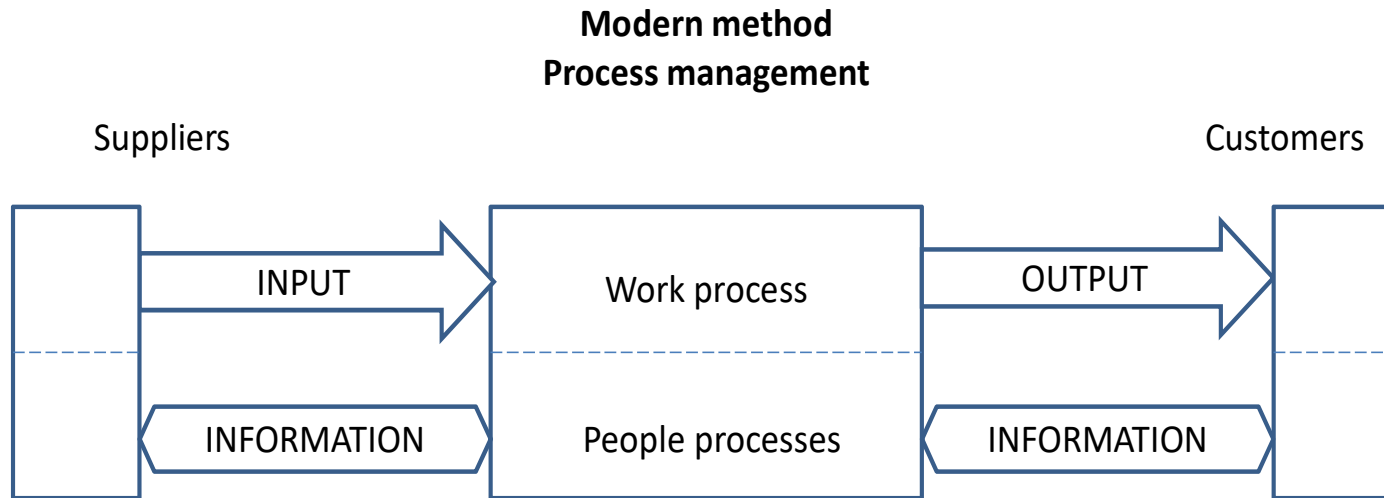 Modern method
Process management
Suppliers
Customers
INPUT
Work process
OUTPUT
INFORMATION
People processes
INFORMATION